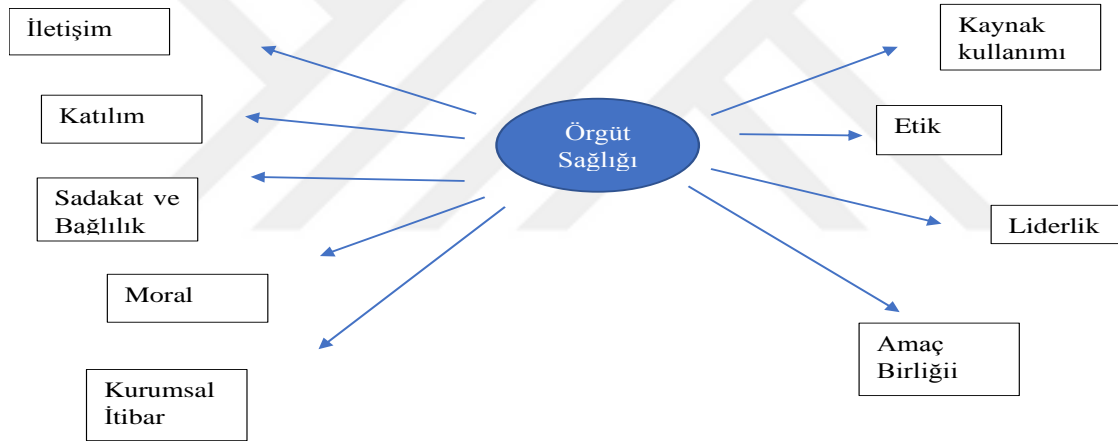 İletişim
Katılım
Sadakat ve
Bağlılık
Moral
Kurumsal
İtibar
Örgüt
Sağlığı
Kaynak
kullanımı
Etik
Liderlik
Amaç
Birliğii